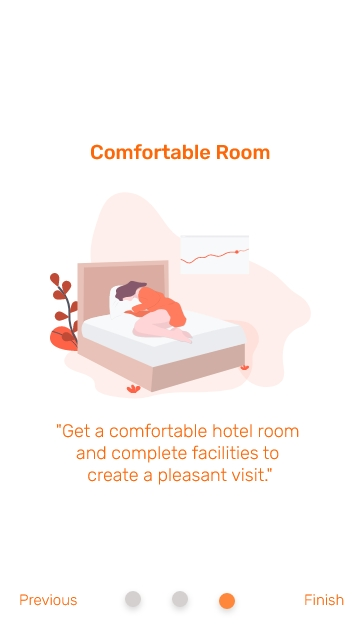 Comfortable Room
"Get a comfortable hotel room
and complete facilities to
create a pleasant visit."
Previous
Finish